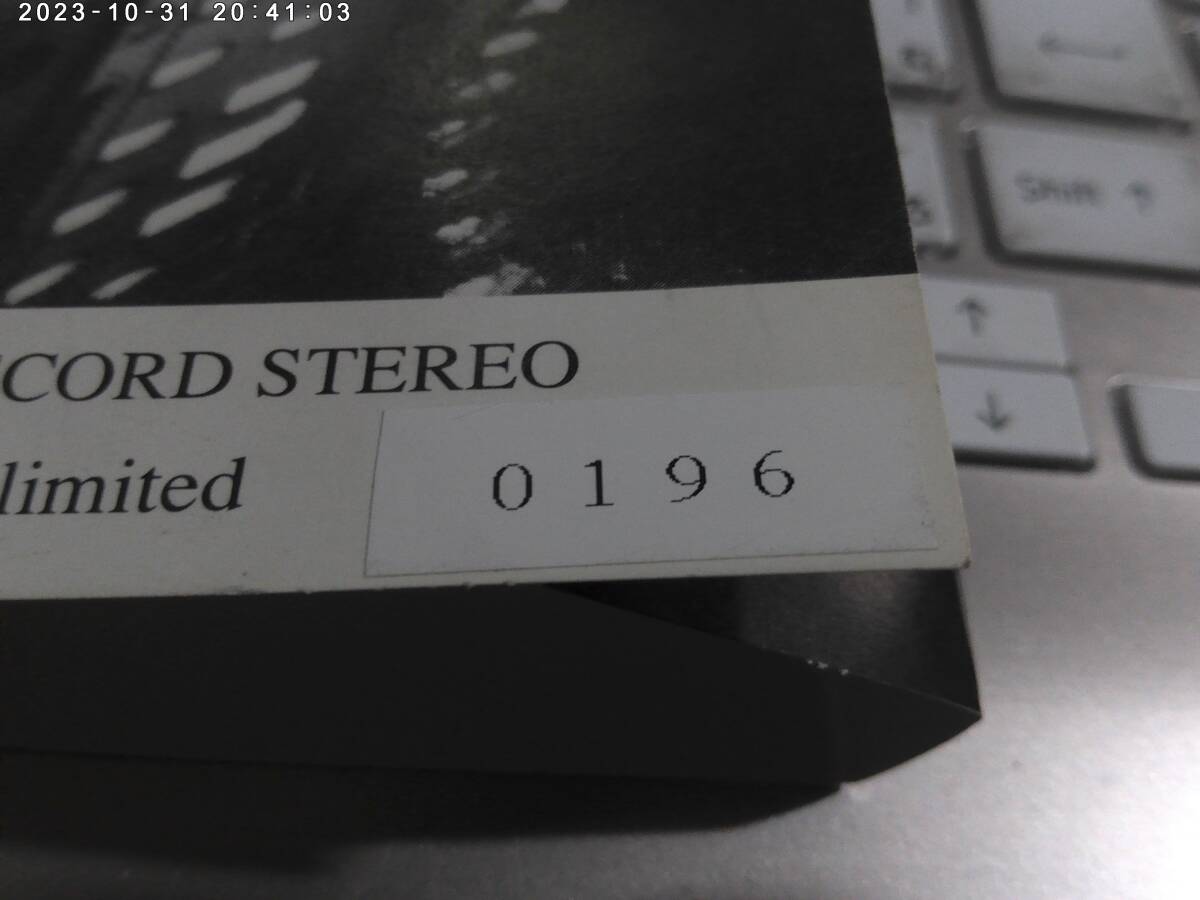 2023-10-31 20:41:03
CORD STEREO
limited
0196
Shift ↑
↑
↓